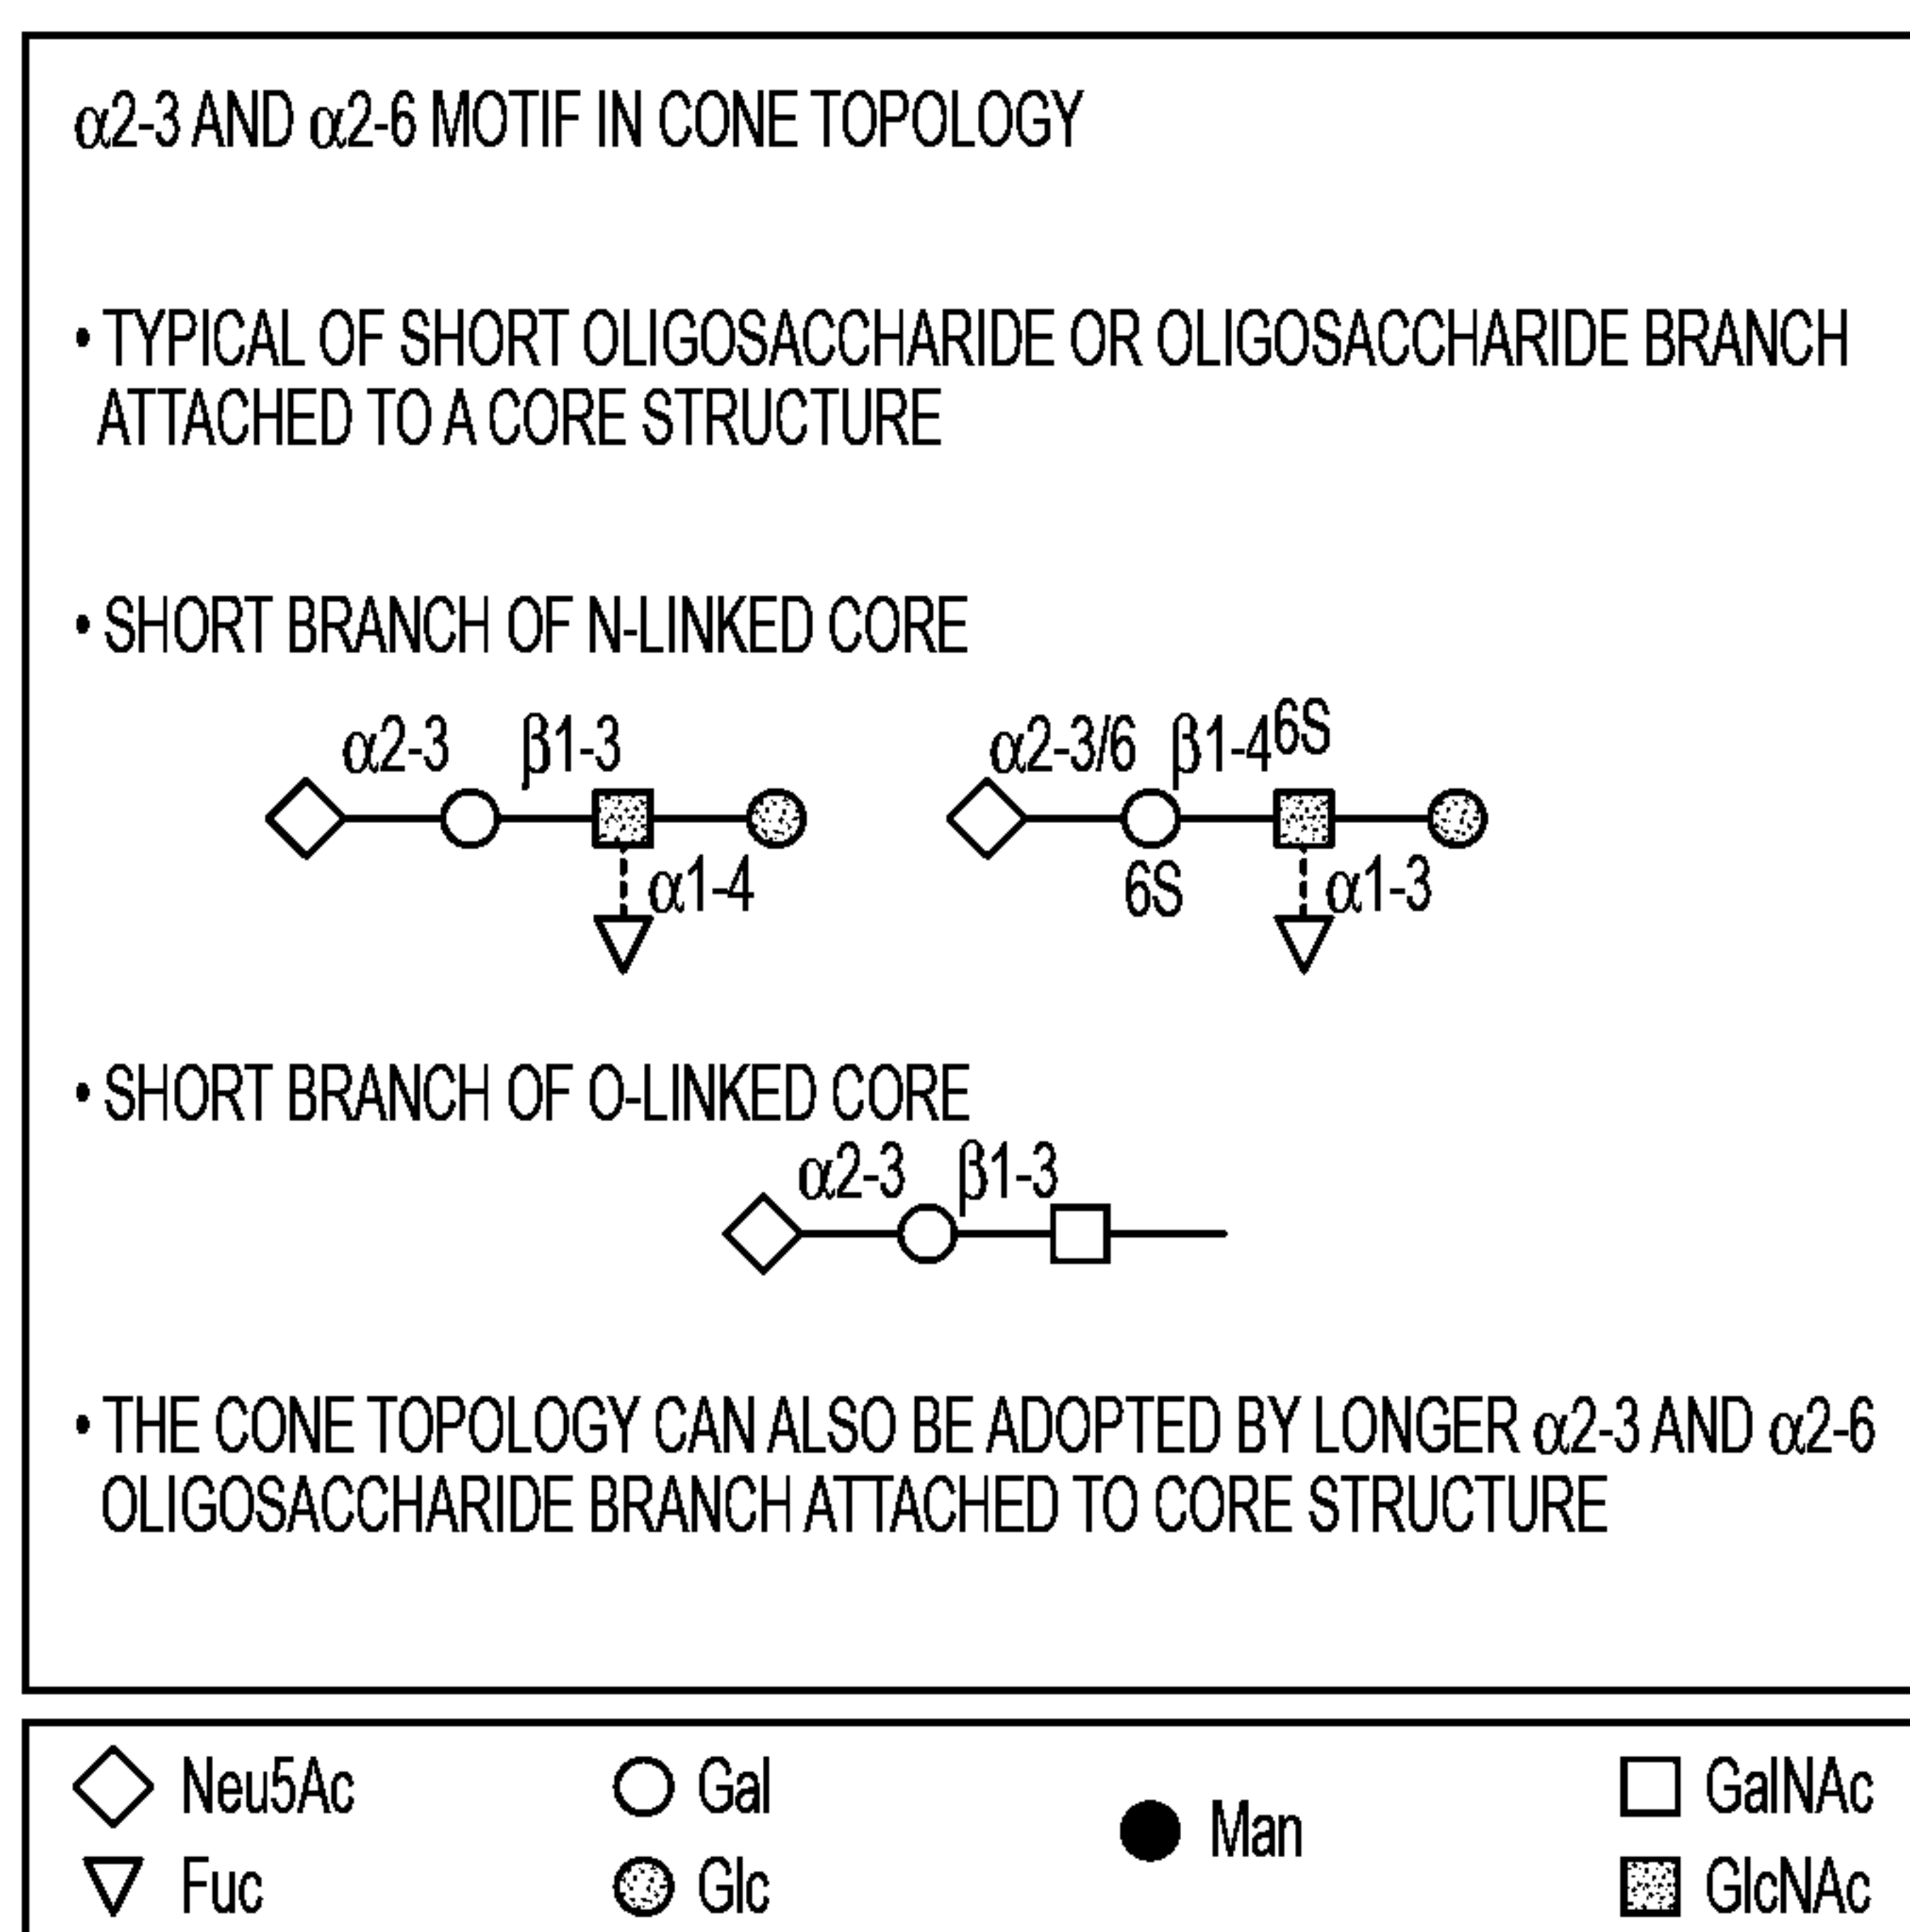 α2-3 AND α2-6 MOTIF IN CONE TOPOLOGY
• TYPICAL OF SHORT OLIGOSACCHARIDE OR OLIGOSACCHARIDE BRANCH
ATTACHED TO A CORE STRUCTURE
• SHORT BRANCH OF N-LINKED CORE
α2-3 β1-3 α2-3/6 β1-4 6S
α1-4 6S α1-3
• SHORT BRANCH OF O-LINKED CORE
α2-3 β1-3
• THE CONE TOPOLOGY CAN ALSO BE ADOPTED BY LONGER α2-3 AND α2-6
OLIGOSACCHARIDE BRANCH ATTACHED TO CORE STRUCTURE
Neu5Ac Gal Man GalNAc
Fuc Glc GlcNAc